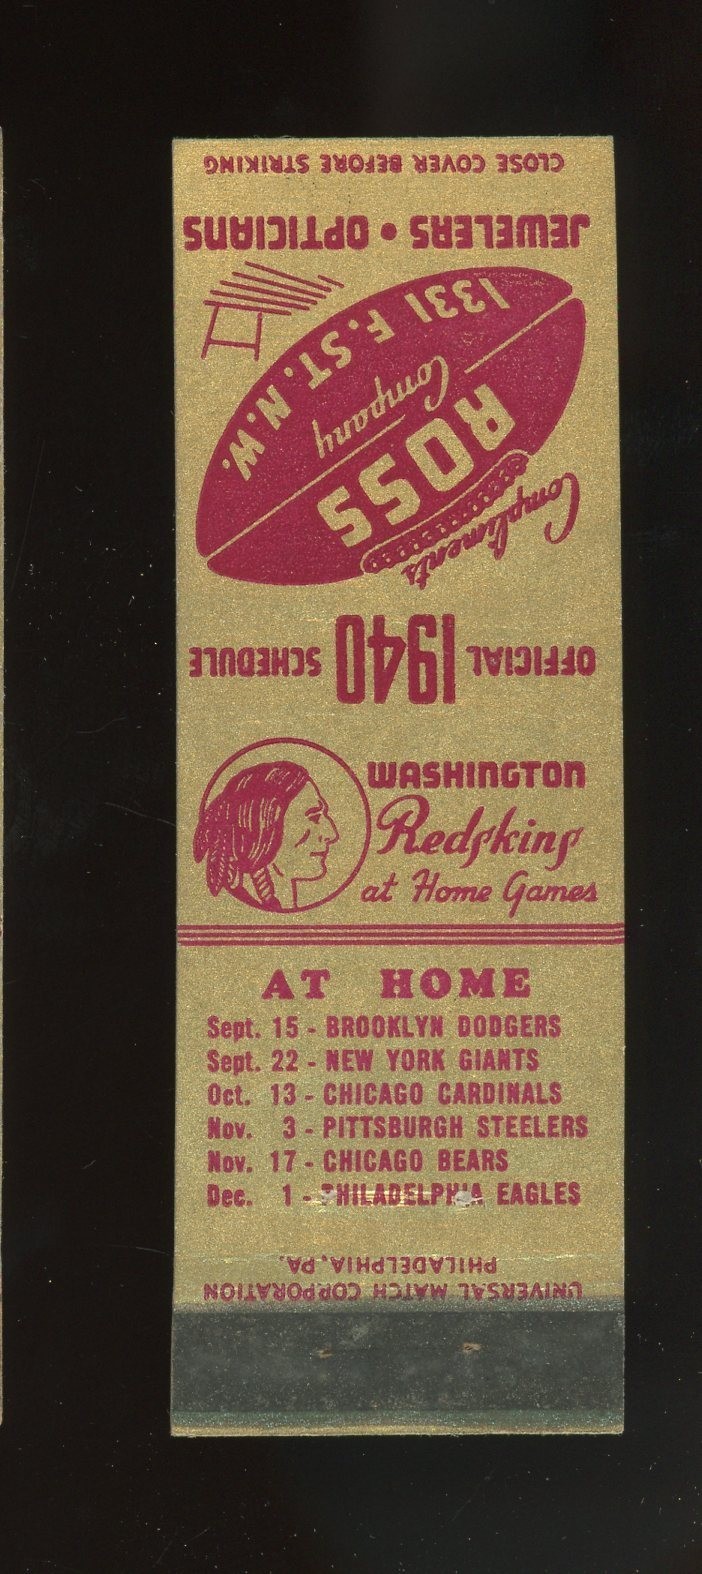 CLOSE COVER BEFORE STRIKING
JEWELERS • OPTICIANS
1331 F. ST. N.W.
Company
ROSS
Compliments
OFFICIAL 1940 SCHEDULE
WASHINGTON
Redskins
at Home Games
AT HOME
Sept. 15 - BROOKLYN DODGERS
Sept. 22 - NEW YORK GIANTS
Oct. 13 - CHICAGO CARDINALS
Nov. 3 - PITTSBURGH STEELERS
Nov. 17 - CHICAGO BEARS
Dec. 1 - PHILADELPHIA EAGLES
UNIVERSAL MATCH CORPORATION
PHILADELPHIA, PA.